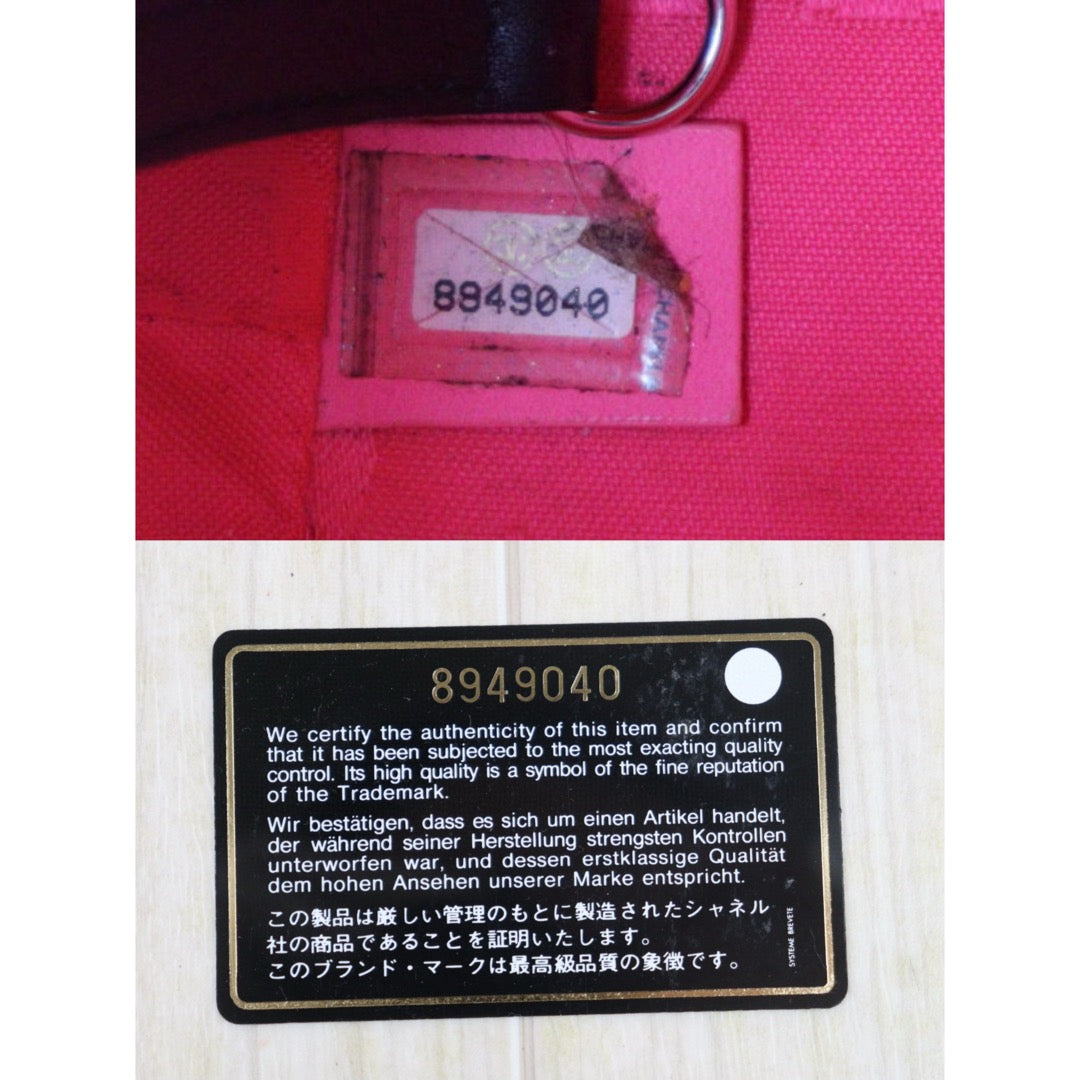 8949040
8949040
We certify the authenticity of this item and confirm
that it has been subjected to the most exacting quality
control. Its high quality is a symbol of the fine reputation
of the Trademark.
Wir bestätigen, dass es sich um einen Artikel handelt,
der während seiner Herstellung strengsten Kontrollen
unterworfen war, und dessen erstklassige Qualität
dem hohen Ansehen unserer Marke entspricht.
この製品は厳しい管理のもとに製造されたシャネル
社の商品であることを証明いたします。
このブランド・マークは最高級品質の象徴です。
SYSTEME BREVETE